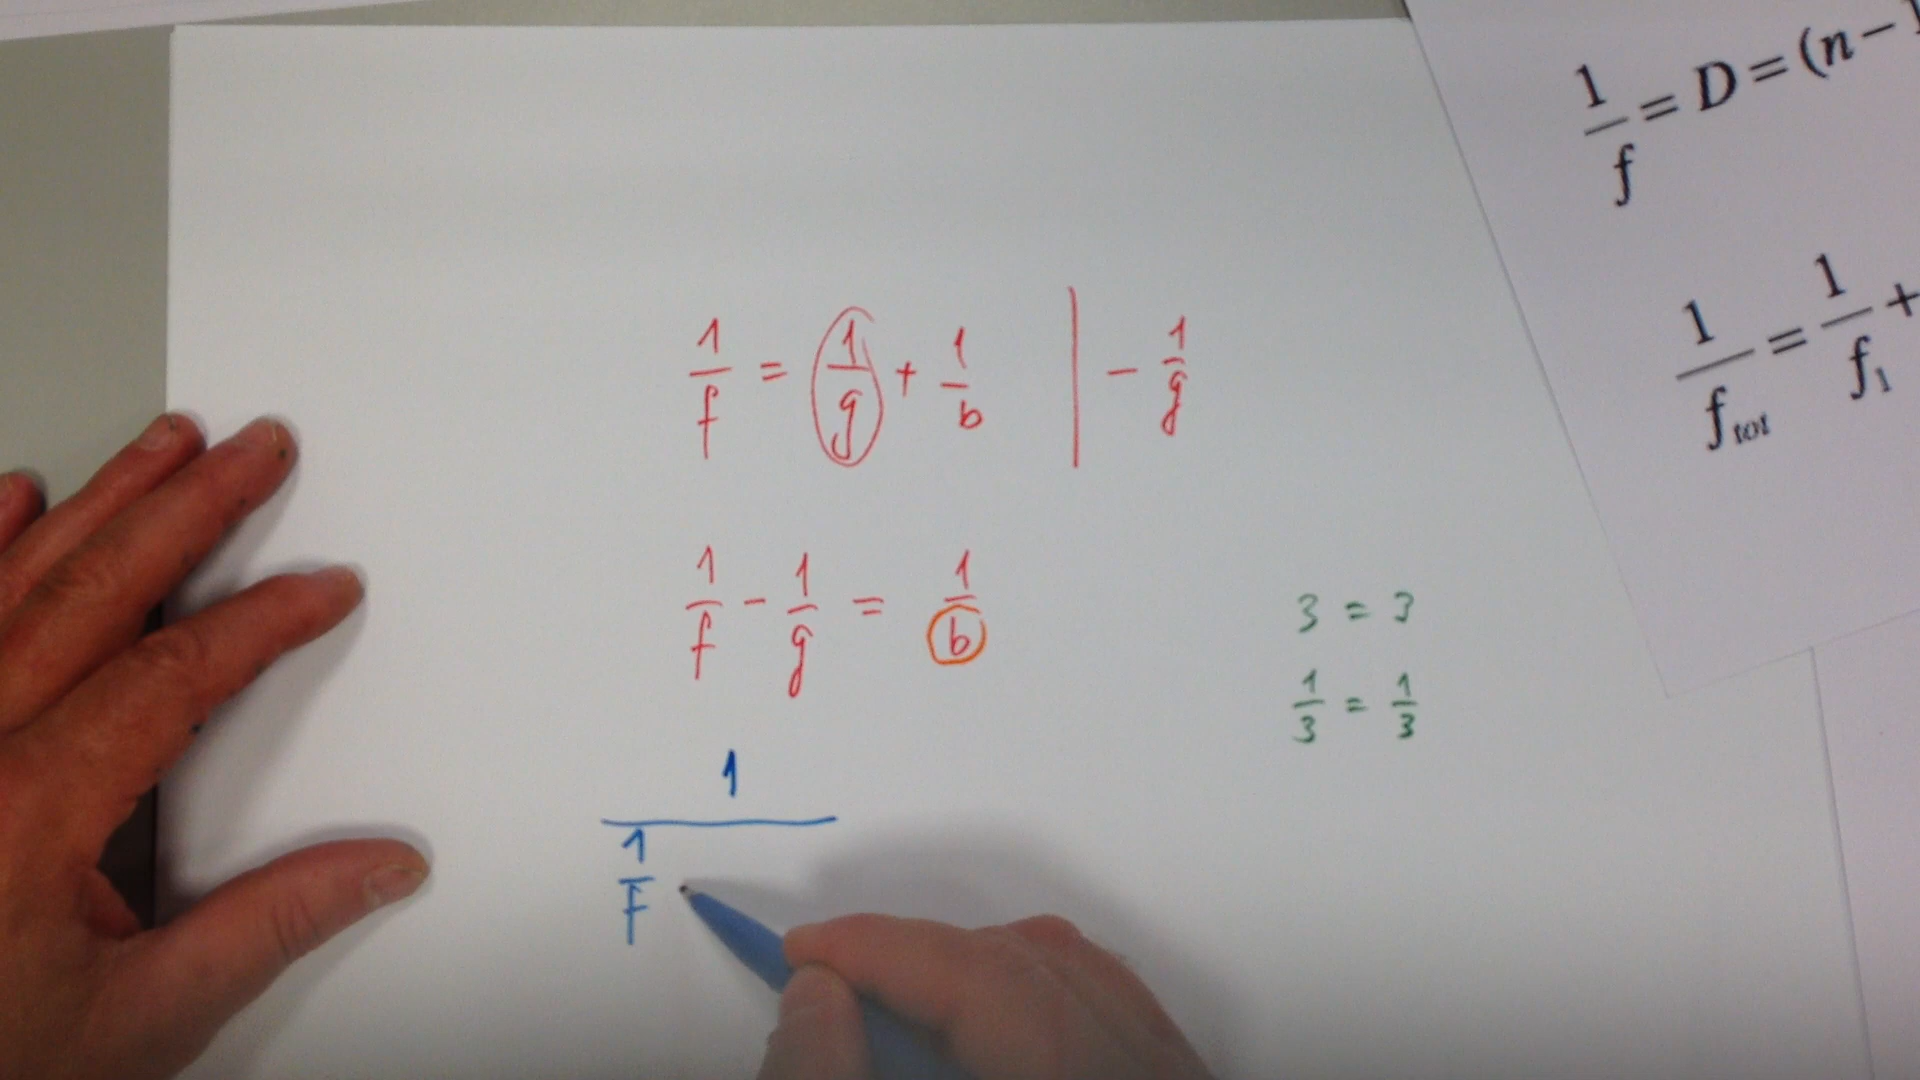 1/f = D = (n -
1/f_tot = 1/f_1 +
1/f = 1/g + 1/b | - 1/g
1/f - 1/g = 1/b
3 = 3
1/3 = 1/3
1
1/f